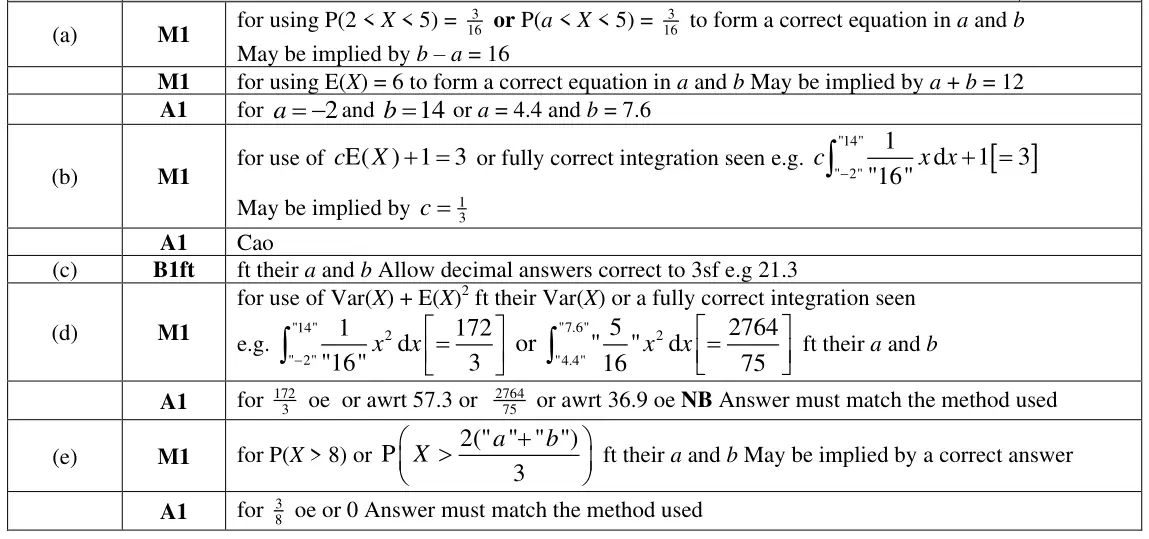 (a) M1 for using P(2 < X < 5) = 3/16 or P(a < X < 5) = 3/16 to form a correct equation in a and b
May be implied by b – a = 16
M1 for using E(X) = 6 to form a correct equation in a and b May be implied by a + b = 12
A1 for a = −2 and b = 14 or a = 4.4 and b = 7.6
(b) M1 for use of cE(X) + 1 = 3 or fully correct integration seen e.g. c∫_{"−2"}^{"14"} 1/"16" x dx + 1[= 3]
May be implied by c = 1/3
A1 Cao
(c) B1ft ft their a and b Allow decimal answers correct to 3sf e.g 21.3
(d) M1 for use of Var(X) + E(X)² ft their Var(X) or a fully correct integration seen
e.g. ∫_{"−2"}^{"14"} 1/"16" x² dx [= 172/3] or ∫_{"4.4"}^{"7.6"} "5/16" x² dx [= 2764/75] ft their a and b
A1 for 172/3 oe or awrt 57.3 or 2764/75 or awrt 36.9 oe NB Answer must match the method used
(e) M1 for P(X > 8) or P(X > 2("a"+"b")/3) ft their a and b May be implied by a correct answer
A1 for 3/8 oe or 0 Answer must match the method used